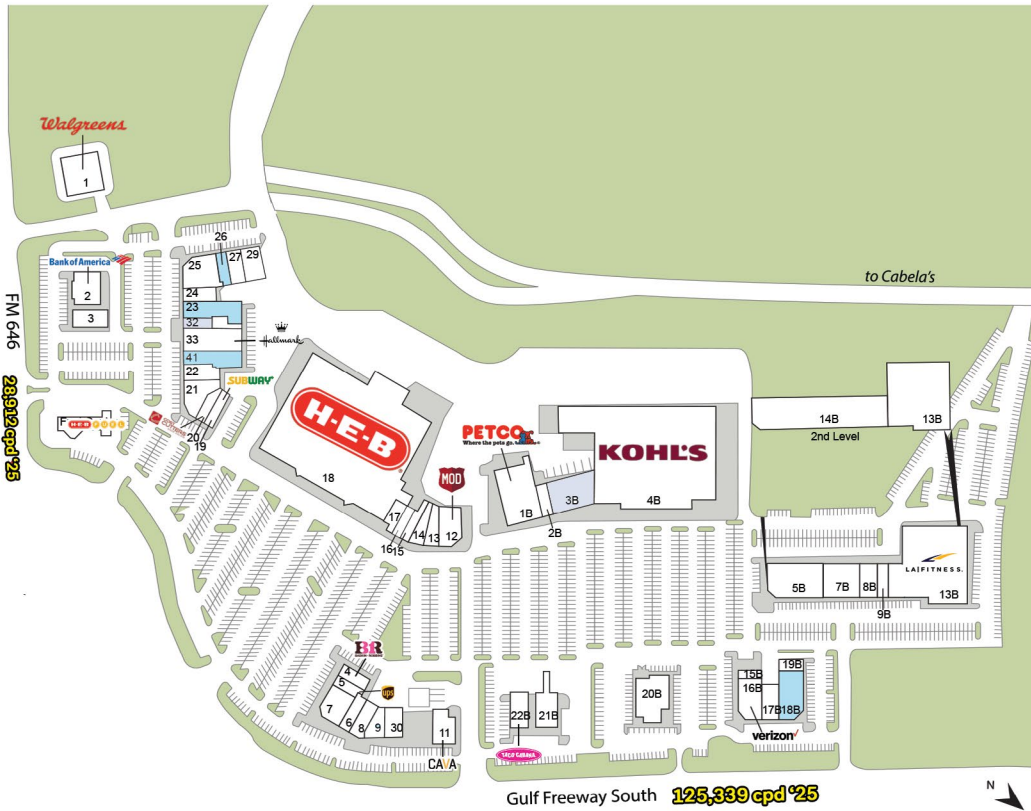 Walgreens
1
26
25
27
29
Bank of America
2
3
24
23
32
33
Hallmark
41
22
21
SUBWAY
20
19
F
H-E-B FUEL
FM 646
28,912 cpd '25
to Cabela's
H-E-B
18
17
16
15
14
13
12
MOD
PETCO
Where the pets go.
1B
2B
3B
KOHL'S
4B
14B
2nd Level
13B
LA|FITNESS.
5B
7B
8B
9B
13B
BR
4
5
ups
7
6
8
9
30
11
CAVA
22B
21B
taco cabana
20B
19B
15B
16B
17B
18B
verizon
Gulf Freeway South 125,339 cpd '25
N